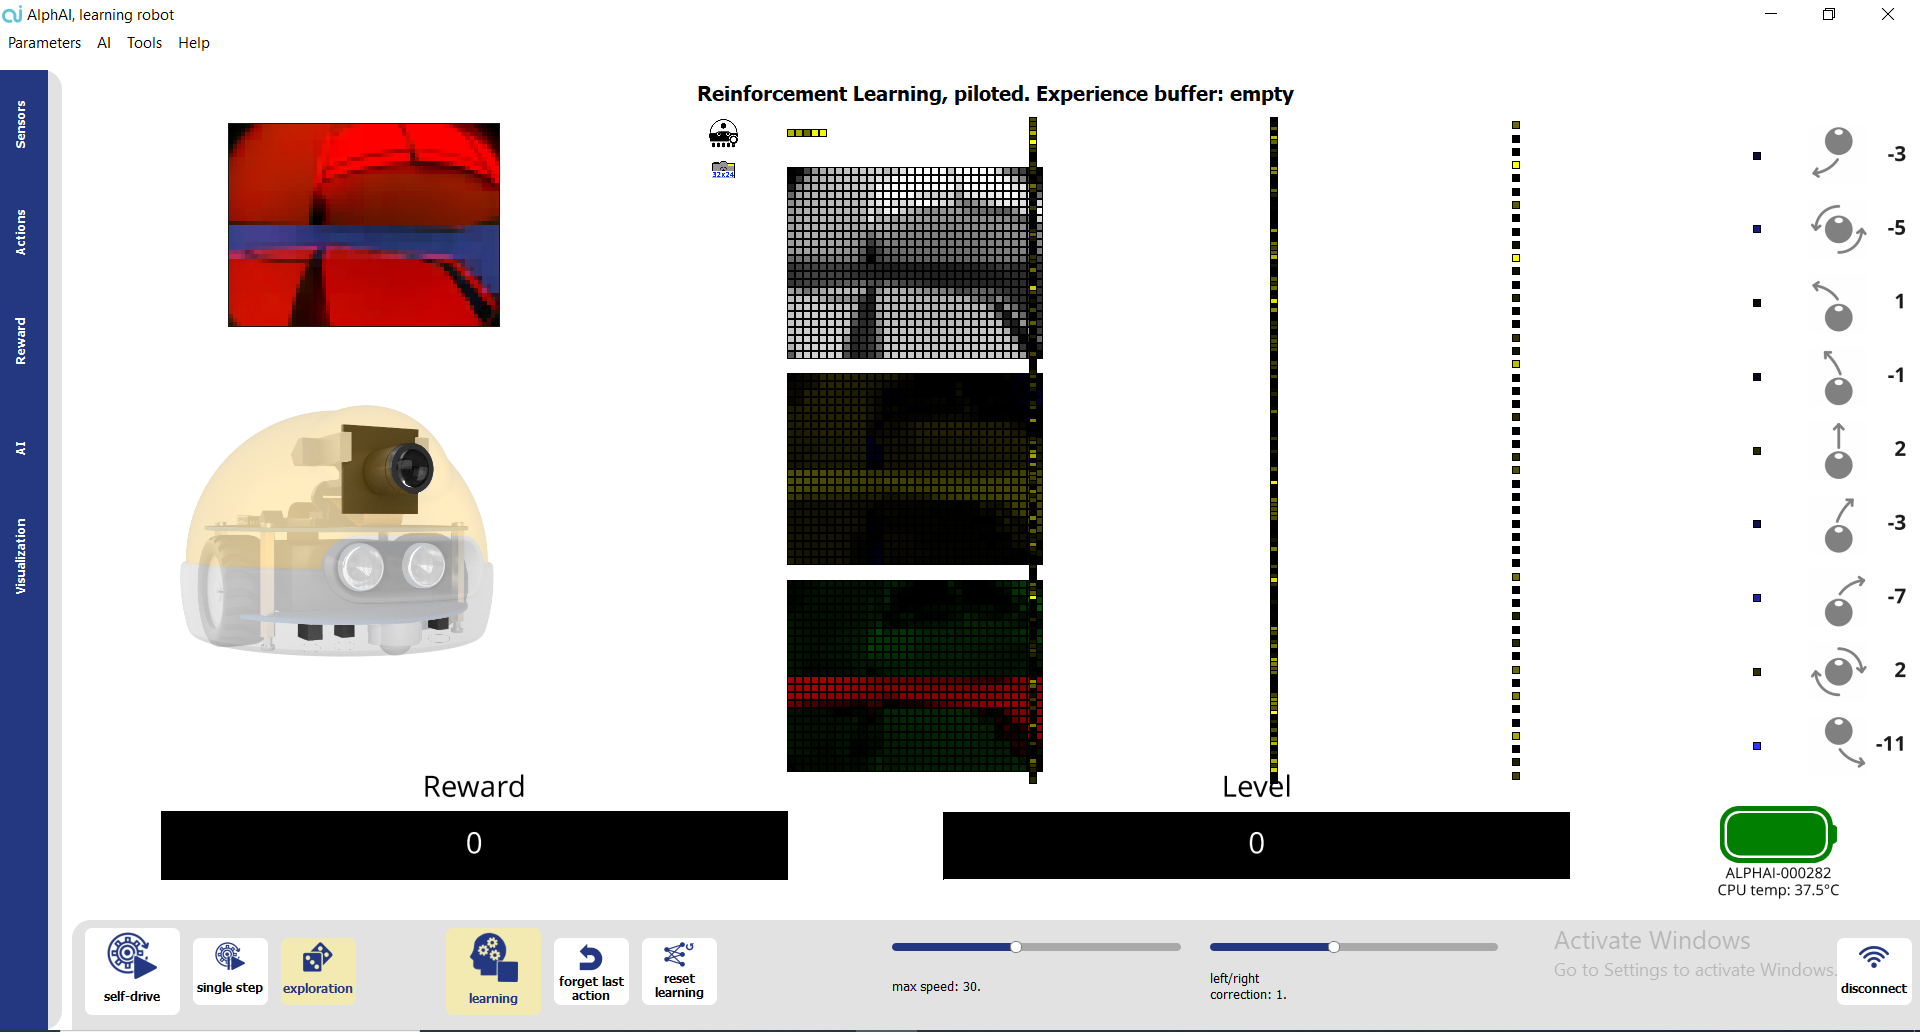 AlphAI, learning robot
Parameters AI Tools Help
Reinforcement Learning, piloted. Experience buffer: empty
Sensors
Actions
Reward
AI
Visualization
32x24
-3
-5
1
-1
2
-3
-7
2
-11
Reward
Level
0
0
ALPHAI-000282
CPU temp: 37.5°C
self-drive
single step
exploration
learning
forget last
action
reset
learning
max speed: 30.
left/right
correction: 1.
Activate Windows
Go to Settings to activate Windows.
disconnect